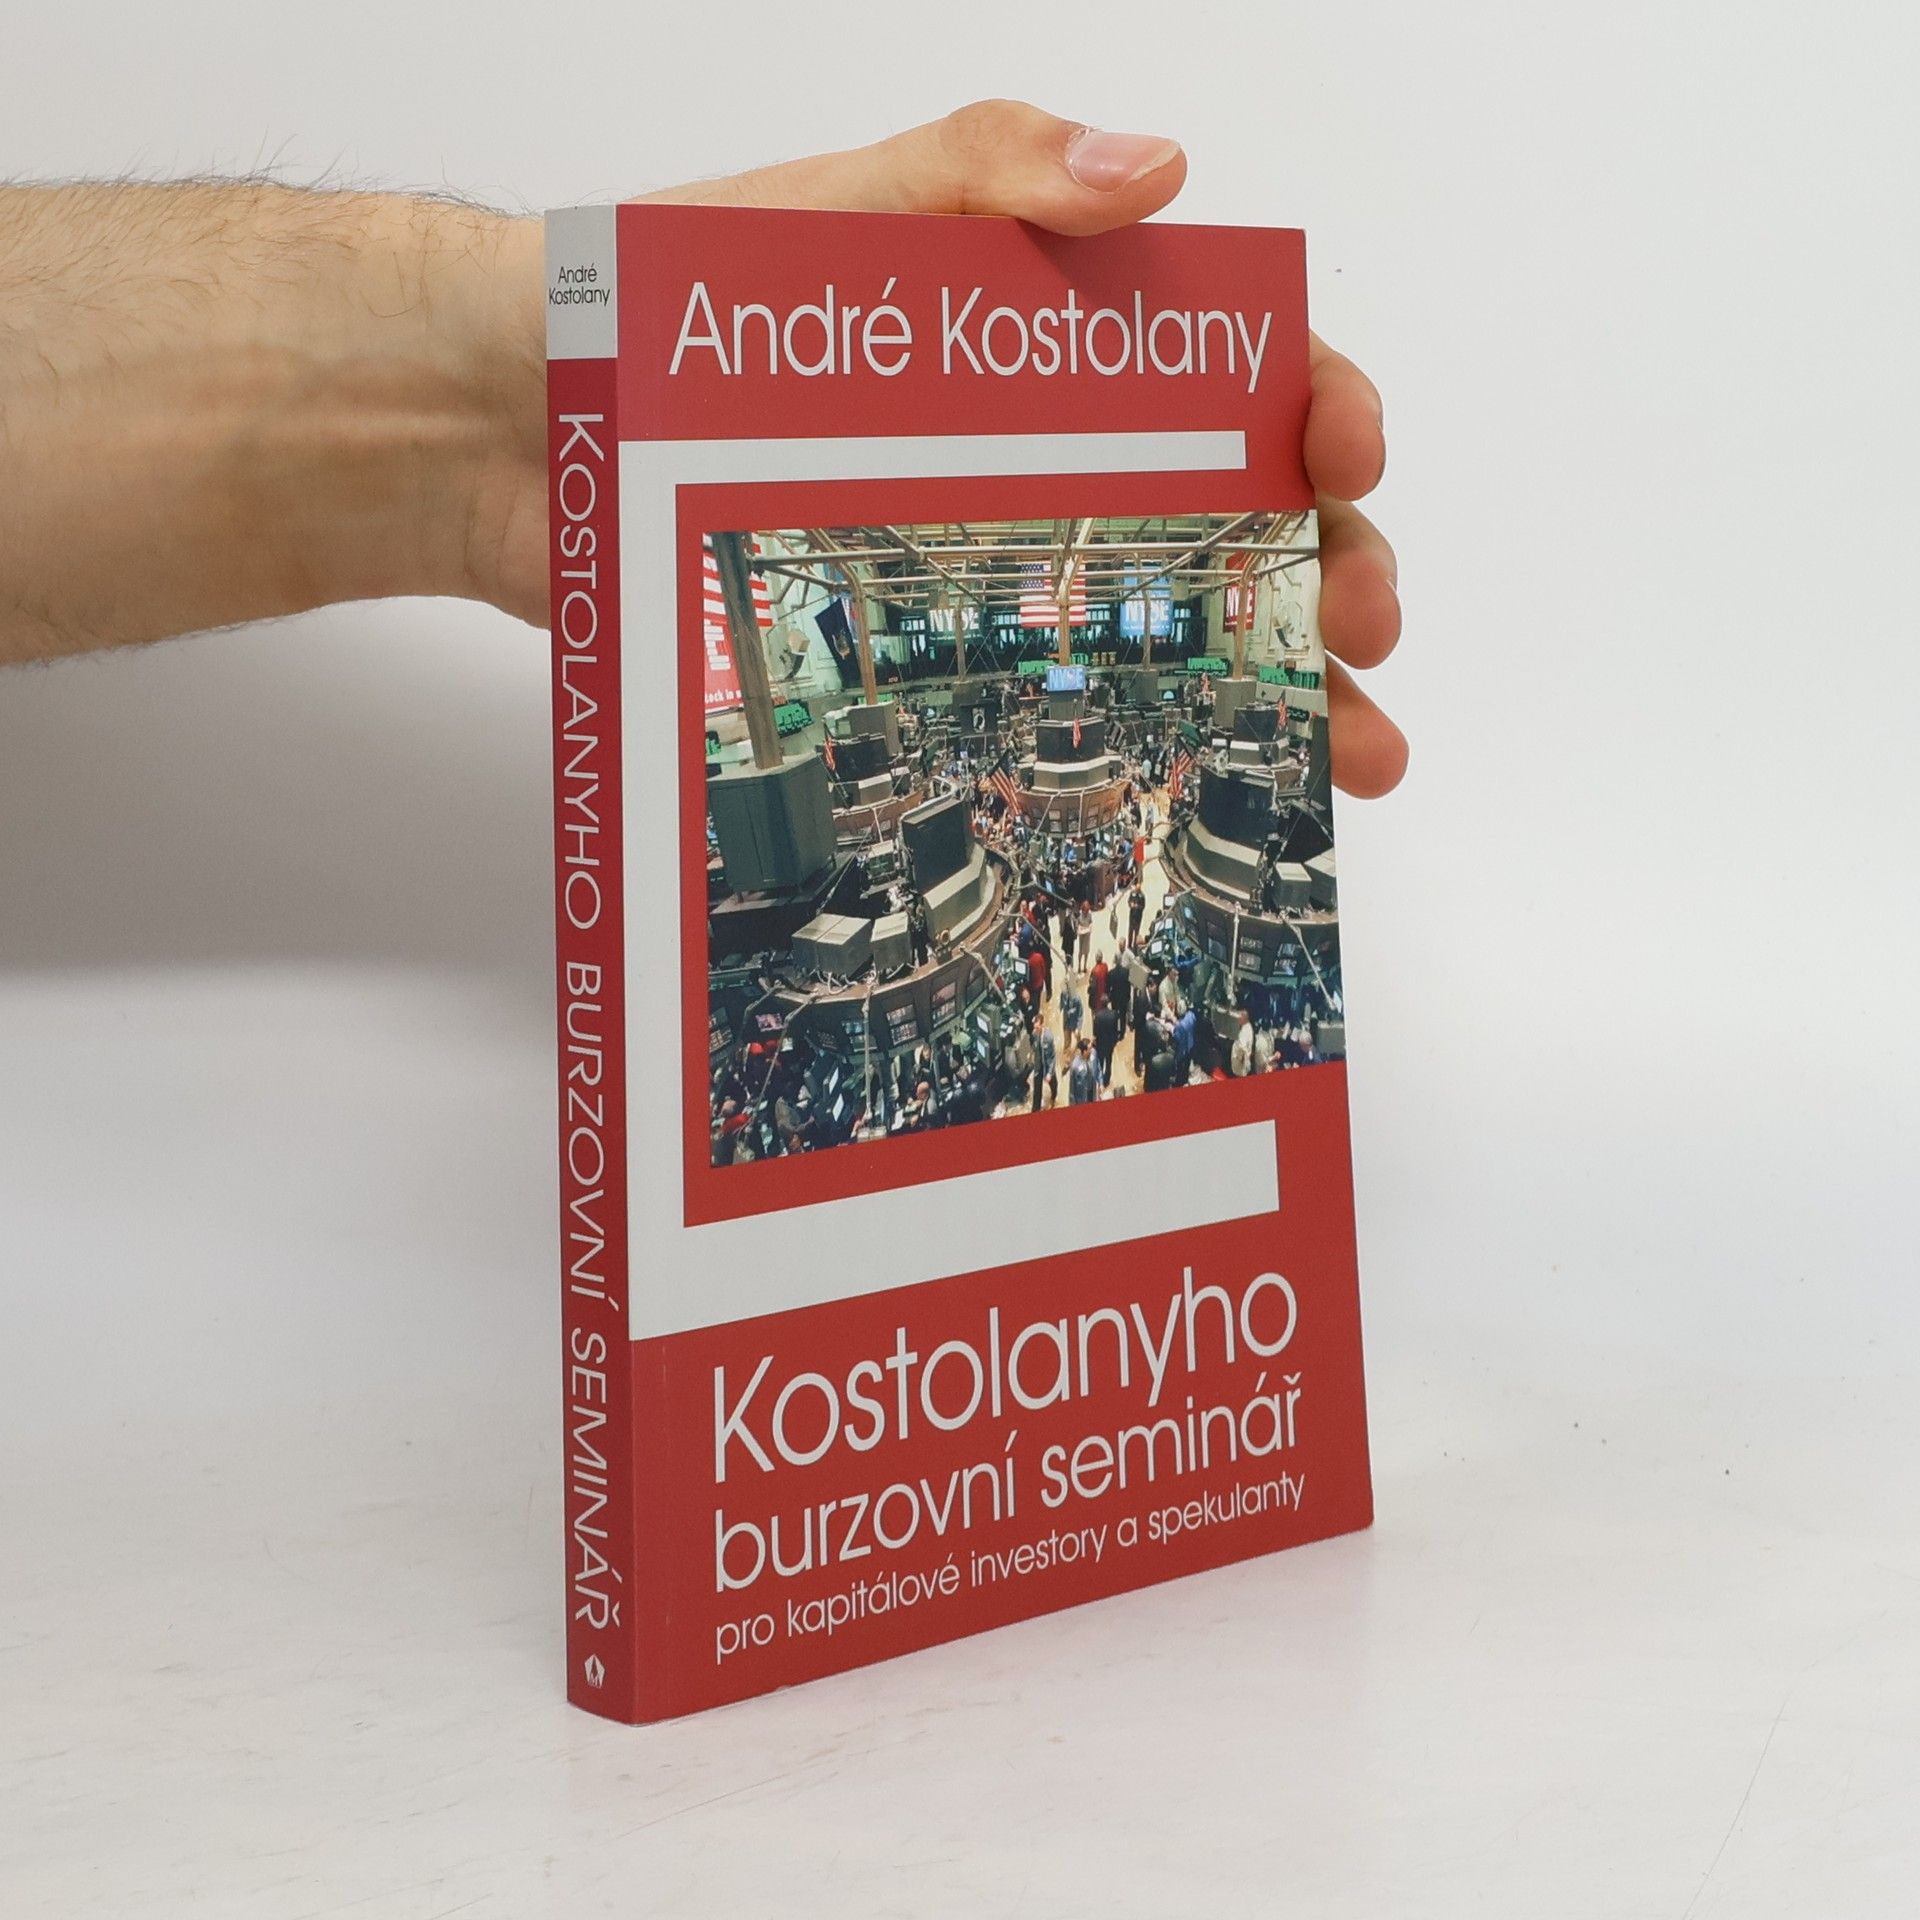 André
Kostolany
KOSTOLANYHO BURZOVNÍ SEMINÁŘ
André Kostolany
NYSE
NYSE
NYSE
Kostolanyho
burzovní seminář
pro kapitálové investory a spekulanty